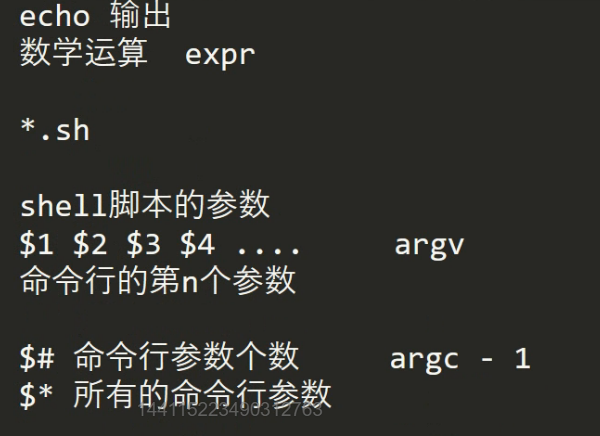 echo 输出
数学运算  expr
*.sh
shell脚本的参数
$1 $2 $3 $4 ....     argv
命令行的第n个参数
$# 命令行参数个数     argc - 1
$* 所有的命令行参数
144115223490312763